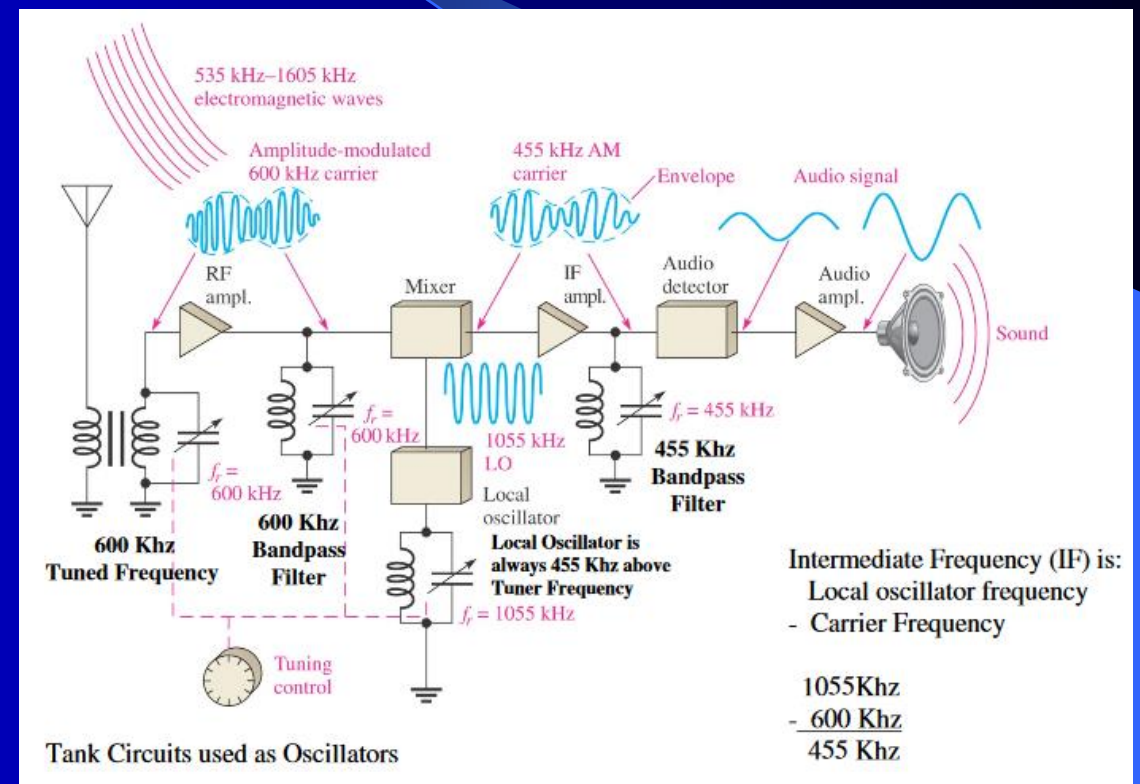 535 kHz–1605 kHz
electromagnetic waves
Amplitude-modulated
600 kHz carrier
455 kHz AM
carrier
Envelope
Audio signal
RF
ampl.
Mixer
IF
ampl.
Audio
detector
Audio
ampl.
Sound
fr =
600 kHz
fr =
600 kHz
1055 kHz
LO
fr = 455 kHz
455 Khz
Bandpass
Filter
600 Khz
Tuned Frequency
600 Khz
Bandpass
Filter
Local
oscillator
Local Oscillator is
always 455 Khz above
Tuner Frequency
fr = 1055 kHz
Tuning
control
Intermediate Frequency (IF) is:
Local oscillator frequency
- Carrier Frequency
1055Khz
- 600 Khz
455 Khz
Tank Circuits used as Oscillators